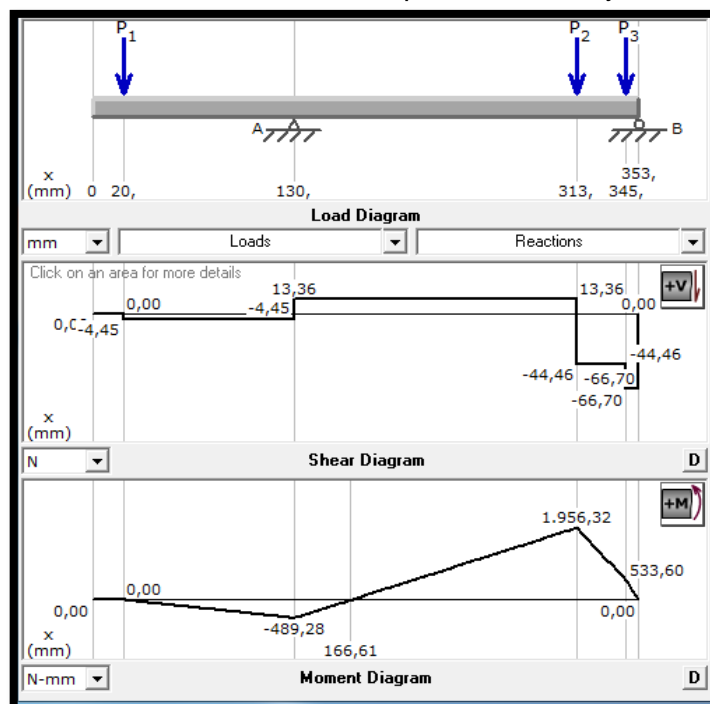 P1 P2 P3
A B
x 353,
(mm) 0 20, 130, 313, 345,
Load Diagram
mm Loads Reactions
Click on an area for more details +V
13,36 13,36
0,00 -4,45 0,00
-4,45
-44,46
-44,46 -66,70
-66,70
x
(mm)
N Shear Diagram D
+M
1.956,32
533,60
0,00
0,00 0,00
-489,28
x
(mm) 166,61
N-mm Moment Diagram D